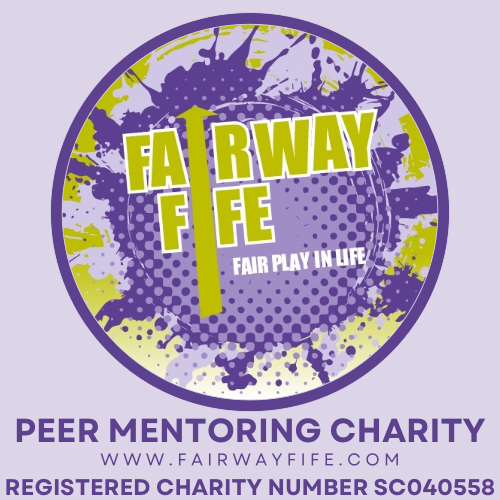 FAIRWAY
FIFE
FAIR PLAY IN LIFE
PEER MENTORING CHARITY
WWW.FAIRWAYFIFE.COM
REGISTERED CHARITY NUMBER SC040558